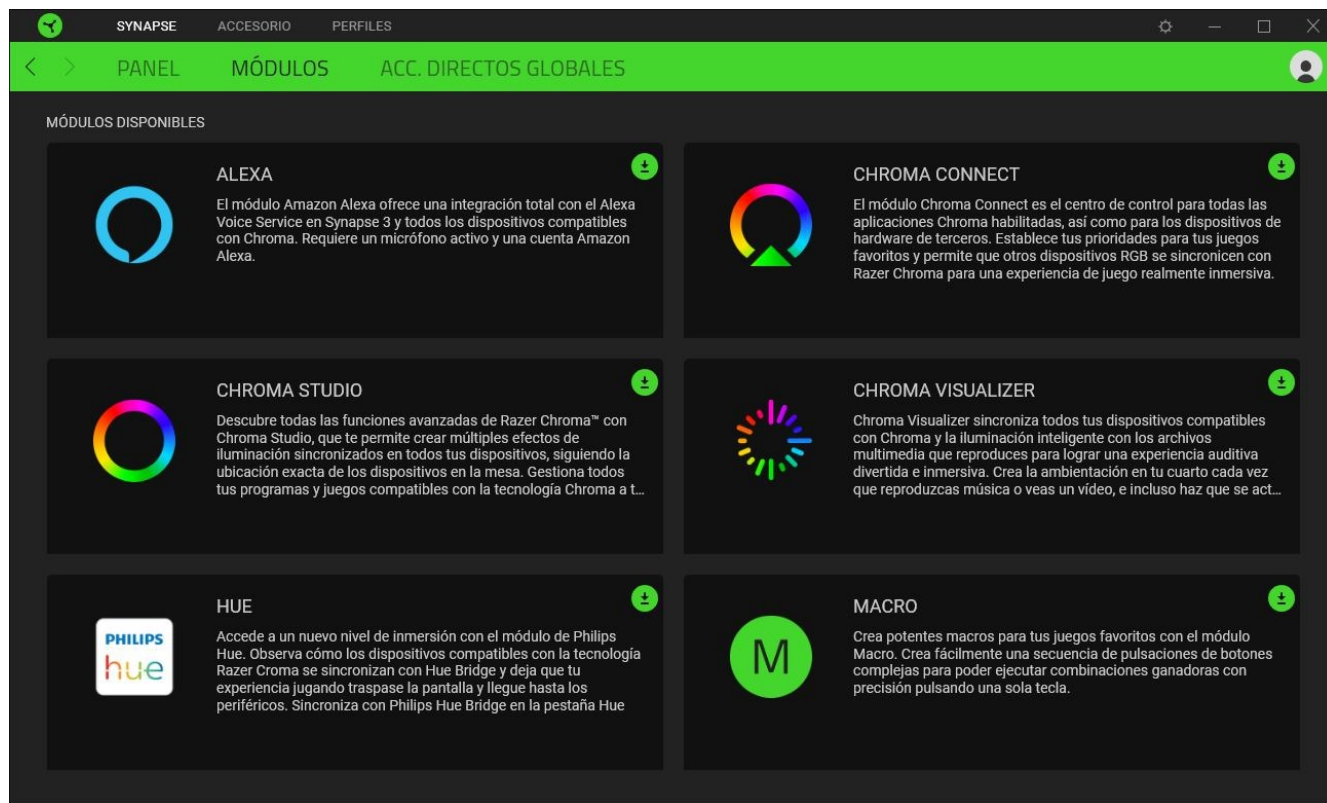 SYNAPSE ACCESORIO PERFILES
PANEL MÓDULOS ACC. DIRECTOS GLOBALES
MÓDULOS DISPONIBLES
ALEXA
El módulo Amazon Alexa ofrece una integración total con el Alexa
Voice Service en Synapse 3 y todos los dispositivos compatibles
con Chroma. Requiere un micrófono activo y una cuenta Amazon
Alexa.
CHROMA CONNECT
El módulo Chroma Connect es el centro de control para todas las
aplicaciones Chroma habilitadas, así como para los dispositivos de
hardware de terceros. Establece tus prioridades para tus juegos
favoritos y permite que otros dispositivos RGB se sincronicen con
Razer Chroma para una experiencia de juego realmente inmersiva.
CHROMA STUDIO
Descubre todas las funciones avanzadas de Razer Chroma™ con
Chroma Studio, que te permite crear múltiples efectos de
iluminación sincronizados en todos tus dispositivos, siguiendo la
ubicación exacta de los dispositivos en la mesa. Gestiona todos
tus programas y juegos compatibles con la tecnología Chroma a t...
CHROMA VISUALIZER
Chroma Visualizer sincroniza todos tus dispositivos compatibles
con Chroma y la iluminación inteligente con los archivos
multimedia que reproduces para lograr una experiencia auditiva
divertida e inmersiva. Crea la ambientación en tu cuarto cada vez
que reproduzcas música o veas un vídeo, e incluso haz que se act...
PHILIPS
hue
HUE
Accede a un nuevo nivel de inmersión con el módulo de Philips
Hue. Observa cómo los dispositivos compatibles con la tecnología
Razer Croma se sincronizan con Hue Bridge y deja que tu
experiencia jugando traspase la pantalla y llegue hasta los
periféricos. Sincroniza con Philips Hue Bridge en la pestaña Hue
M
MACRO
Crea potentes macros para tus juegos favoritos con el módulo
Macro. Crea fácilmente una secuencia de pulsaciones de botones
complejas para poder ejecutar combinaciones ganadoras con
precisión pulsando una sola tecla.